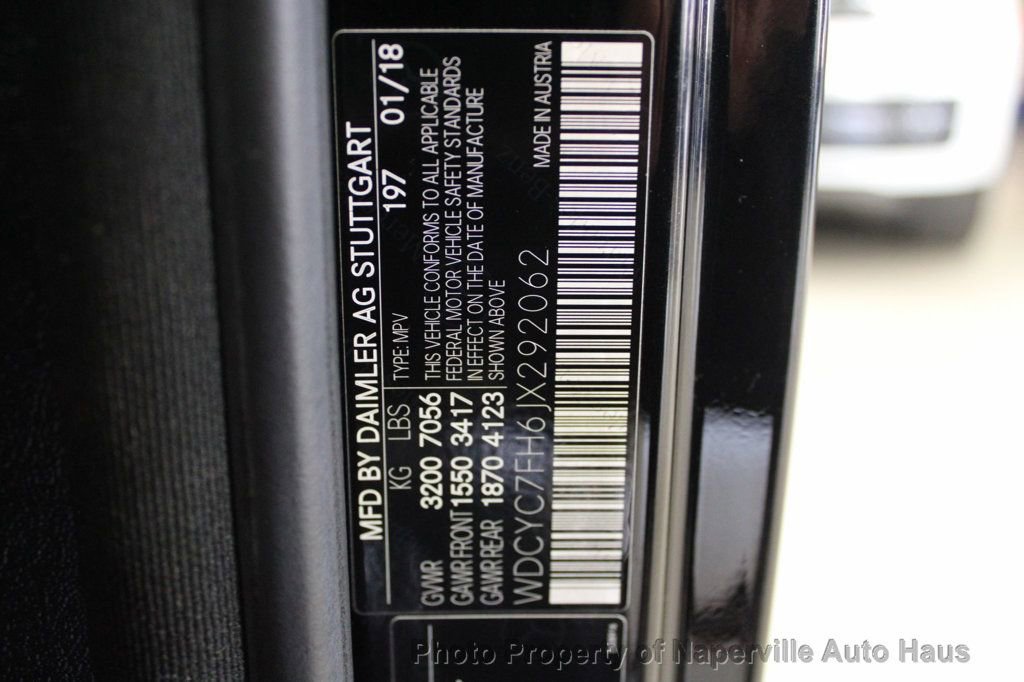 MFD BY DAIMLER AG STUTTGART
197 01/18
KG LBS TYPE: MPV
GVWR 3200 7056 THIS VEHICLE CONFORMS TO ALL APPLICABLE
GAWR FRONT 1550 3417 FEDERAL MOTOR VEHICLE SAFETY STANDARDS
GAWR REAR 1870 4123 IN EFFECT ON THE DATE OF MANUFACTURE
SHOWN ABOVE
WDCYC7FH6JX292062 MADE IN AUSTRIA
Photo Property of Naperville Auto Haus